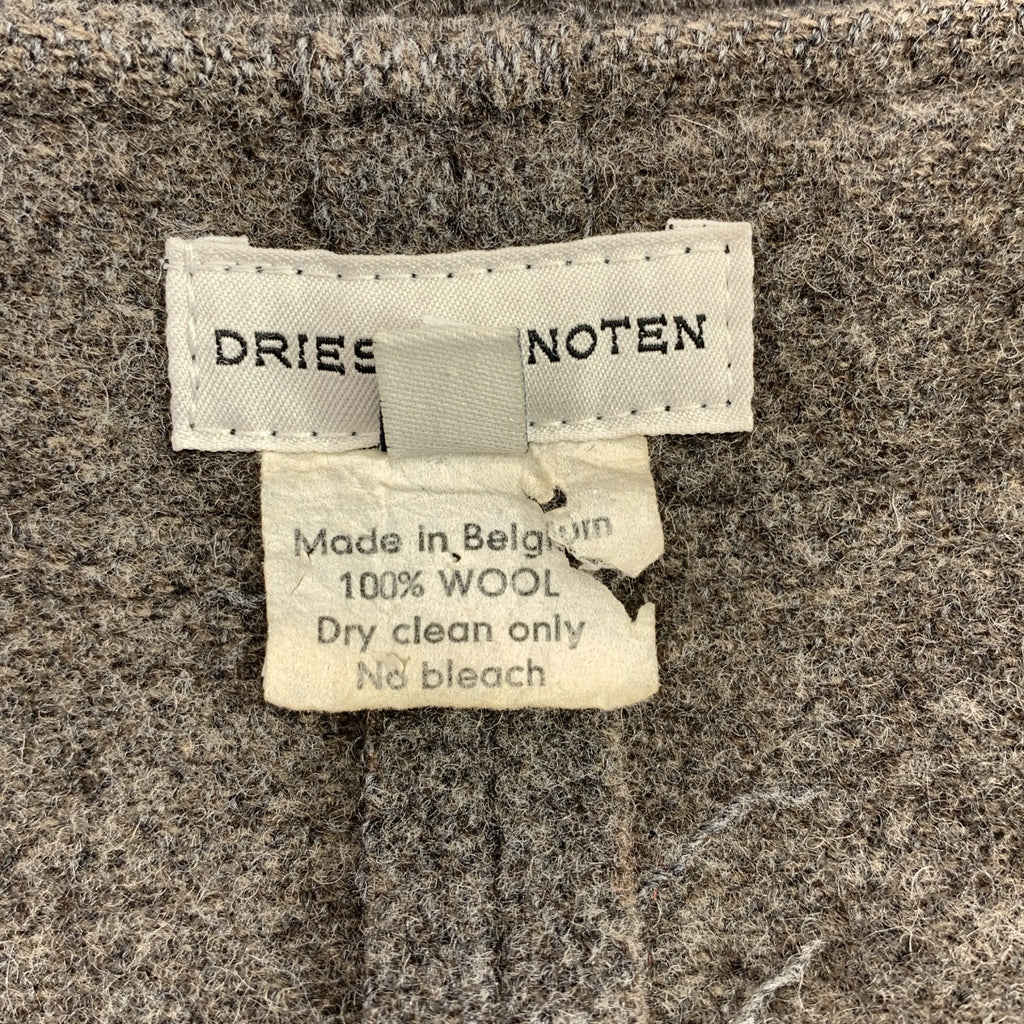 DRIES NOTEN
Made in Belgium
100% WOOL
Dry clean only
No bleach